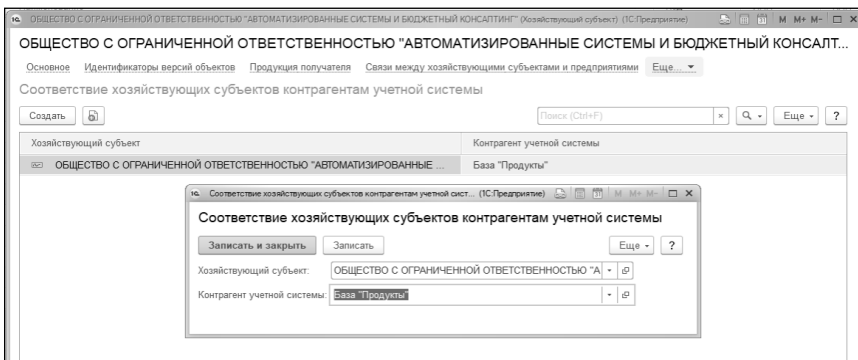 ОБЩЕСТВО С ОГРАНИЧЕННОЙ ОТВЕТСТВЕННОСТЬЮ "АВТОМАТИЗИРОВАННЫЕ СИСТЕМЫ И БЮДЖЕТНЫЙ КОНСАЛТИНГ" (Хозяйствующий субъект) (1С:Предприятие) M M+ M-
ОБЩЕСТВО С ОГРАНИЧЕННОЙ ОТВЕТСТВЕННОСТЬЮ "АВТОМАТИЗИРОВАННЫЕ СИСТЕМЫ И БЮДЖЕТНЫЙ КОНСАЛТ...
Основное Идентификаторы версий объектов Продукция получателя Связи между хозяйствующими субъектами и предприятиями Еще...
Соответствие хозяйствующих субъектов контрагентам учетной системы
Создать Поиск (Ctrl+F) × Еще ?
Хозяйствующий субъект Контрагент учетной системы
ОБЩЕСТВО С ОГРАНИЧЕННОЙ ОТВЕТСТВЕННОСТЬЮ "АВТОМАТИЗИРОВАННЫЕ ... База "Продукты"
Соответствие хозяйствующих субъектов контрагентам учетной сист... (1С:Предприятие) M M+ M-
Соответствие хозяйствующих субъектов контрагентам учетной системы
Записать и закрыть Записать Еще ?
Хозяйствующий субъект: ОБЩЕСТВО С ОГРАНИЧЕННОЙ ОТВЕТСТВЕННОСТЬЮ "А
Контрагент учетной системы: База "Продукты"